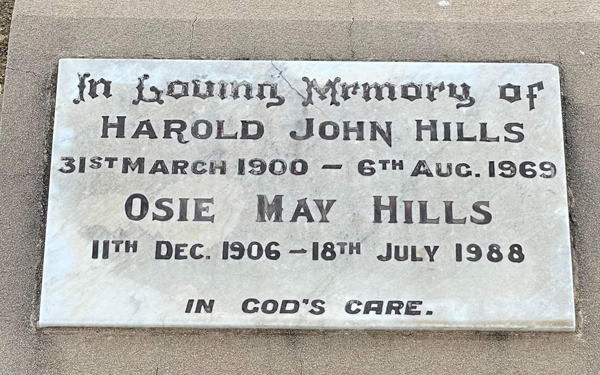 In Loving Memory of
HAROLD JOHN HILLS
31ST MARCH 1900 – 6TH AUG. 1969
OSIE MAY HILLS
11TH DEC. 1906 – 18TH JULY 1988
IN GOD'S CARE.